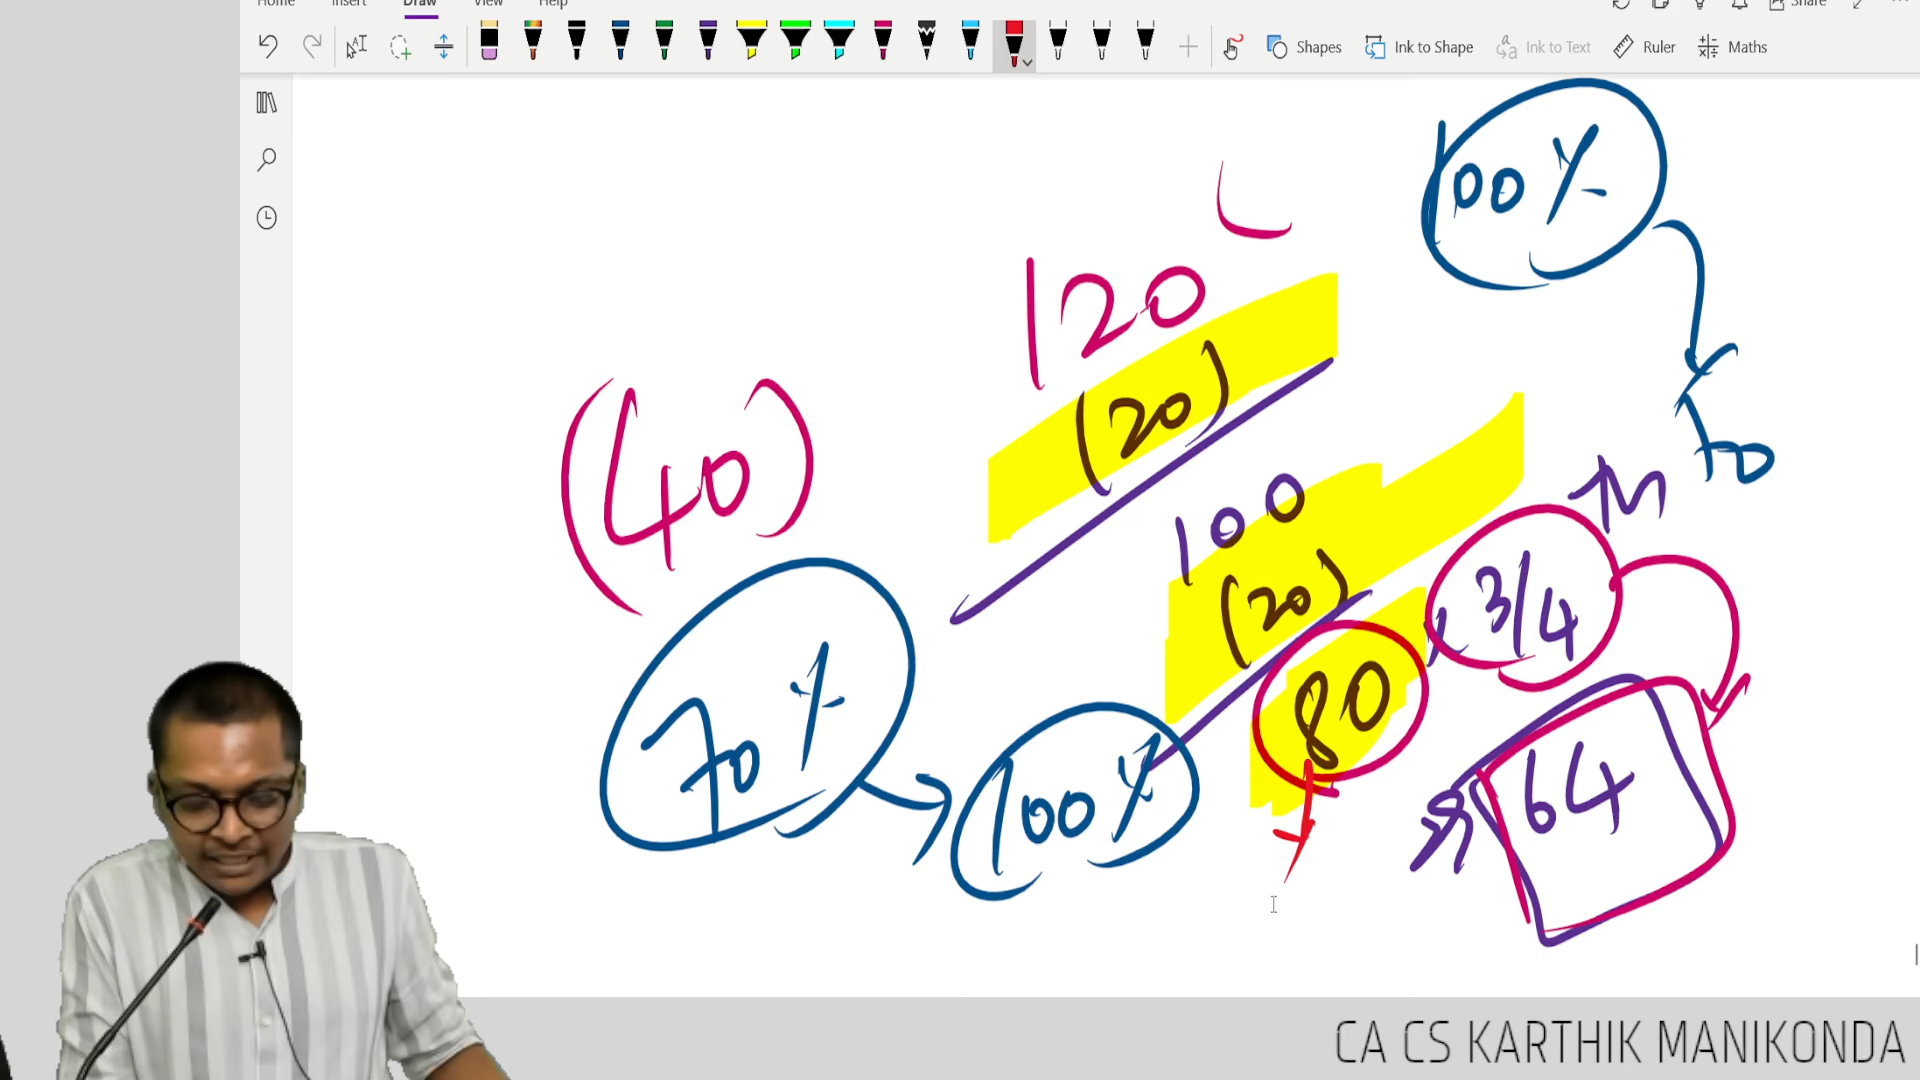 Home Insert Draw View Help Share
Shapes Ink to Shape Ink to Text Ruler Maths
100 %
120
(20)
(40)
100
(20)
70 %
100 %
80
x 3/4
64
CA CS KARTHIK MANIKONDA